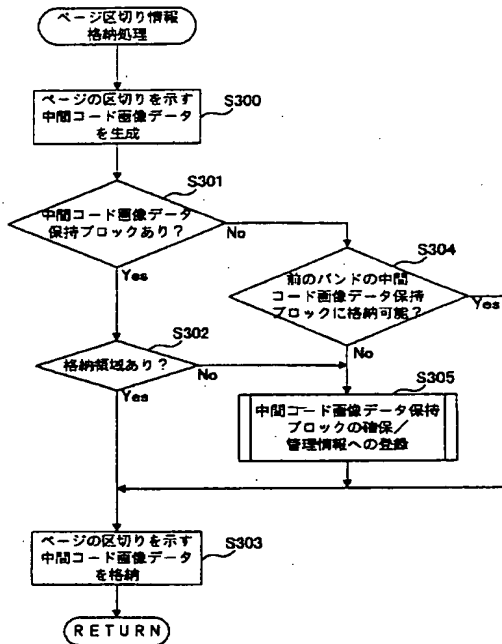 ページ区切り情報
格納処理
ページの区切りを示す
中間コード画像データ
を生成
S300
中間コード画像データ
保持ブロックあり?
S301
No
Yes
前のバンドの中間
コード画像データ保持
ブロックに格納可能?
S304
Yes
No
格納領域あり?
S302
No
Yes
中間コード画像データ保持
ブロックの確保/
管理情報への登録
S305
ページの区切りを示す
中間コード画像データ
を格納
S303
RETURN